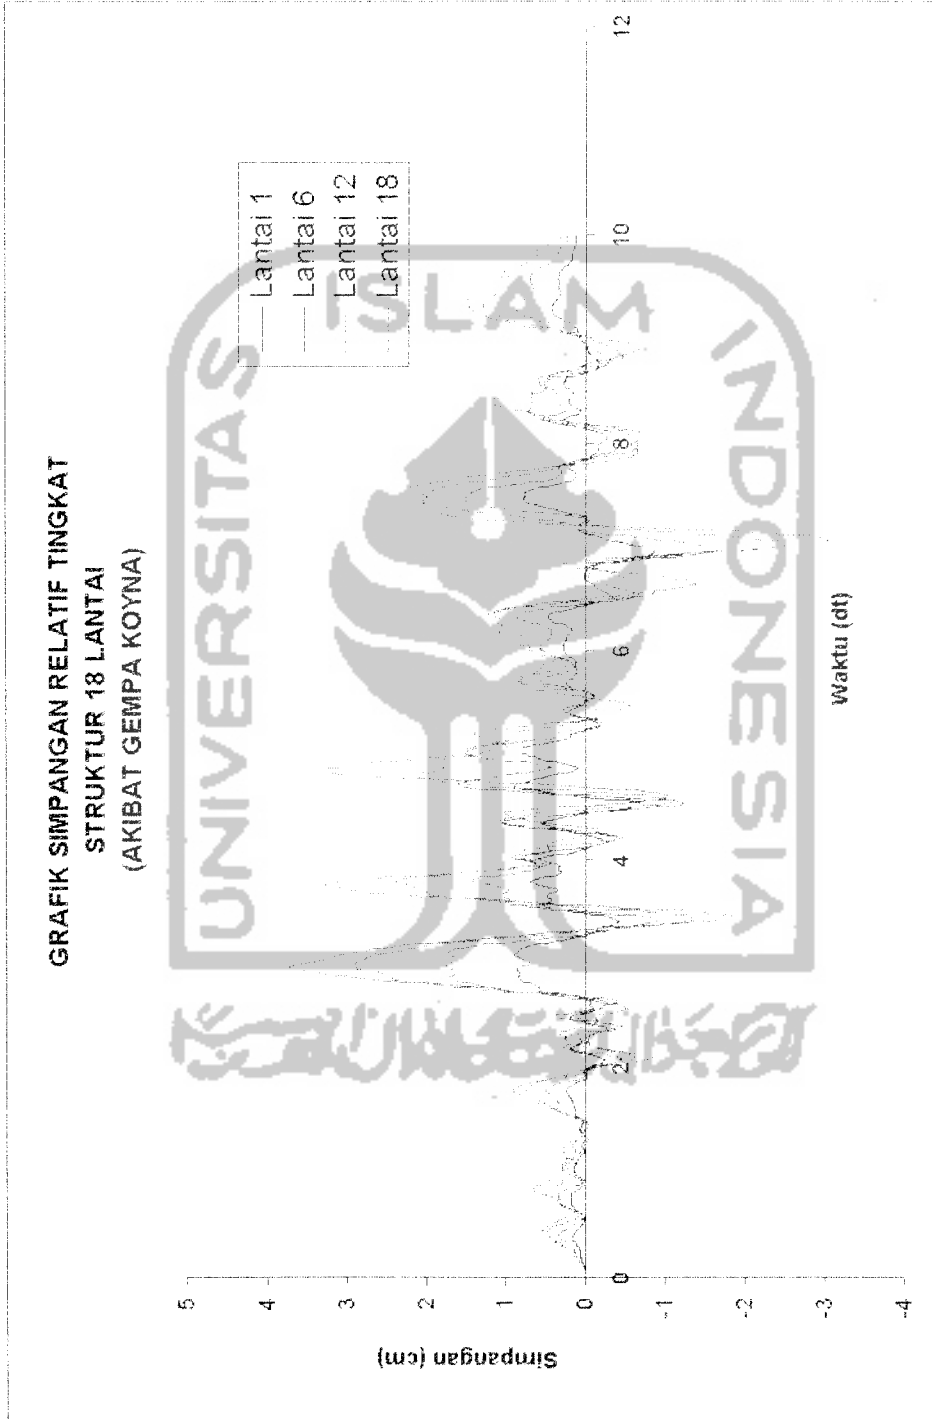 GRAFIK SIMPANGAN RELATIF TINGKAT
STRUKTUR 18 LANTAI
(AKIBAT GEMPA KOYNA)
Simpangan (cm)
5
4
3
2
1
0
-1
-2
-3
-4
0
2
4
6
8
10
12
Waktu (dt)
Lantai 1
Lantai 6
Lantai 12
Lantai 18
UNIVERSITAS
ISLAM
INDONESIA